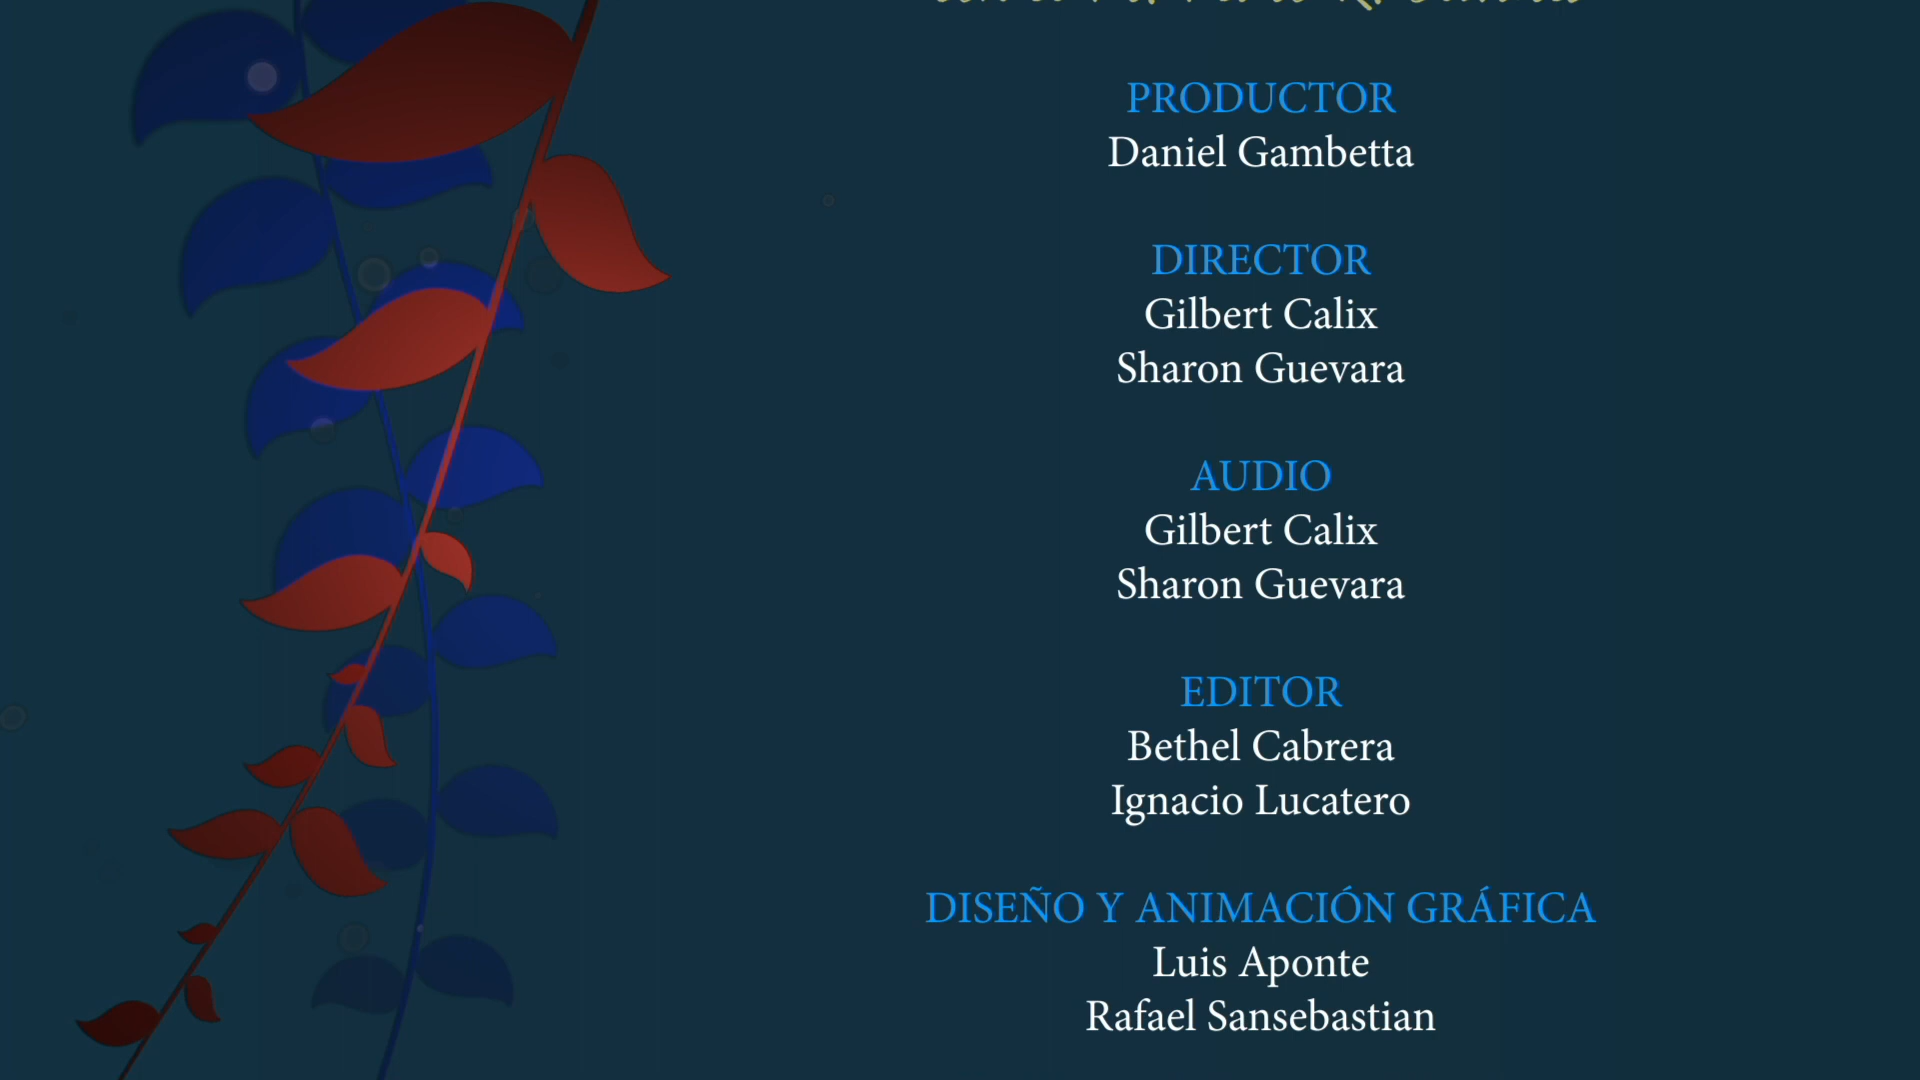 PRODUCTOR
Daniel Gambetta
DIRECTOR
Gilbert Calix
Sharon Guevara
AUDIO
Gilbert Calix
Sharon Guevara
EDITOR
Bethel Cabrera
Ignacio Lucatero
DISEÑO Y ANIMACIÓN GRÁFICA
Luis Aponte
Rafael Sansebastian